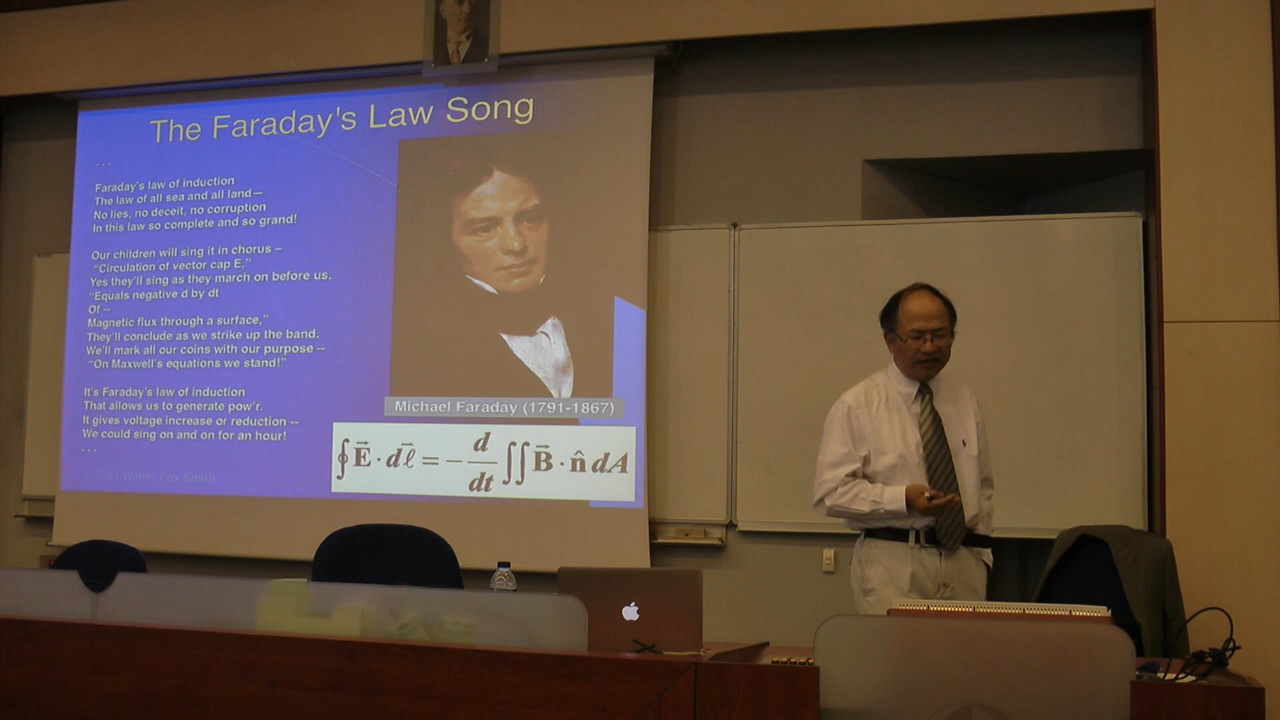 The Faraday's Law Song
. . .
Faraday's law of induction
The law of all sea and all land—
No lies, no deceit, no corruption
In this law so complete and so grand!
Our children will sing it in chorus –
"Circulation of vector cap E,"
Yes they'll sing as they march on before us,
"Equals negative d by dt
Of --
Magnetic flux through a surface,"
They'll conclude as we strike up the band.
We'll mark all our coins with our purpose –
"On Maxwell's equations we stand!"
It's Faraday's law of induction
That allows us to generate pow'r.
It gives voltage increase or reduction --
We could sing on and on for an hour!
. . .
2001 Walter Fox Smith
Michael Faraday (1791-1867)
∮E⃗ · dℓ⃗ = − d/dt ∬B⃗ · n̂ dA